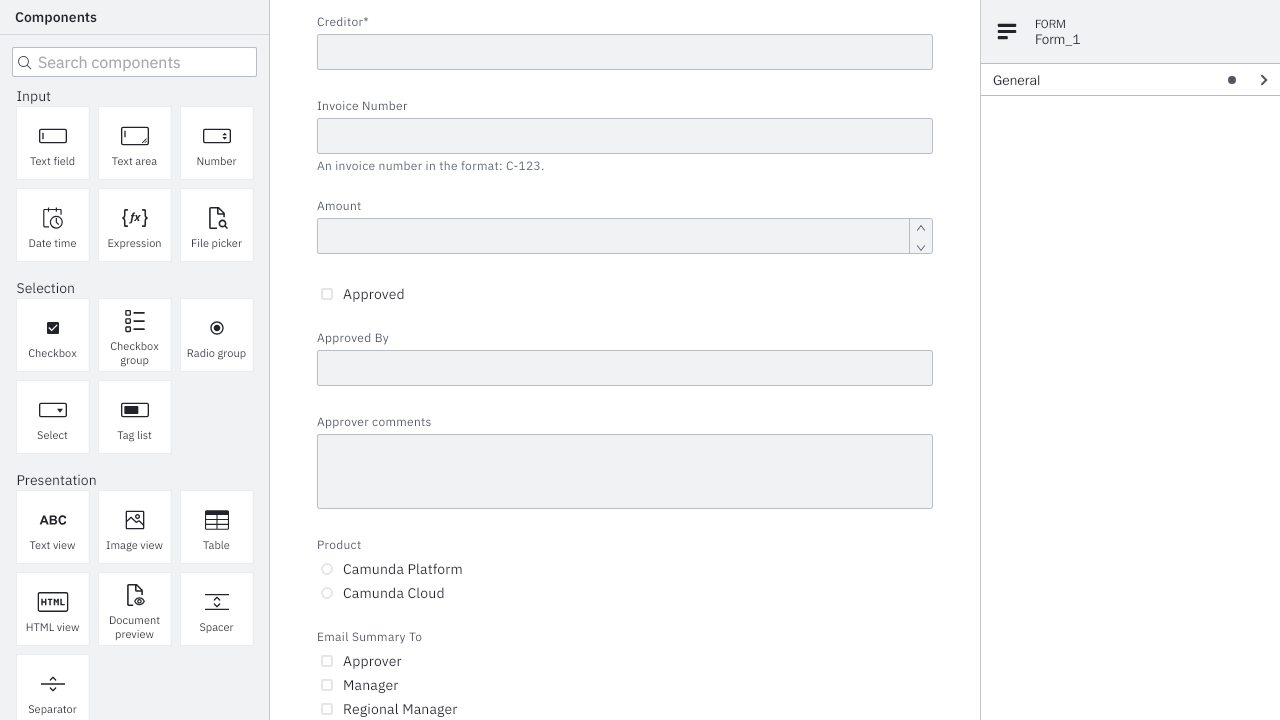 Components
Search components
Input
Text field
Text area
Number
Date time
{fx}
Expression
File picker
Selection
Checkbox
Checkbox
group
Radio group
Select
Tag list
Presentation
ABC
Text view
Image view
Table
HTML
HTML view
Document
preview
Spacer
Separator
Creditor*
Invoice Number
An invoice number in the format: C-123.
Amount
Approved
Approved By
Approver comments
Product
Camunda Platform
Camunda Cloud
Email Summary To
Approver
Manager
Regional Manager
FORM
Form_1
General